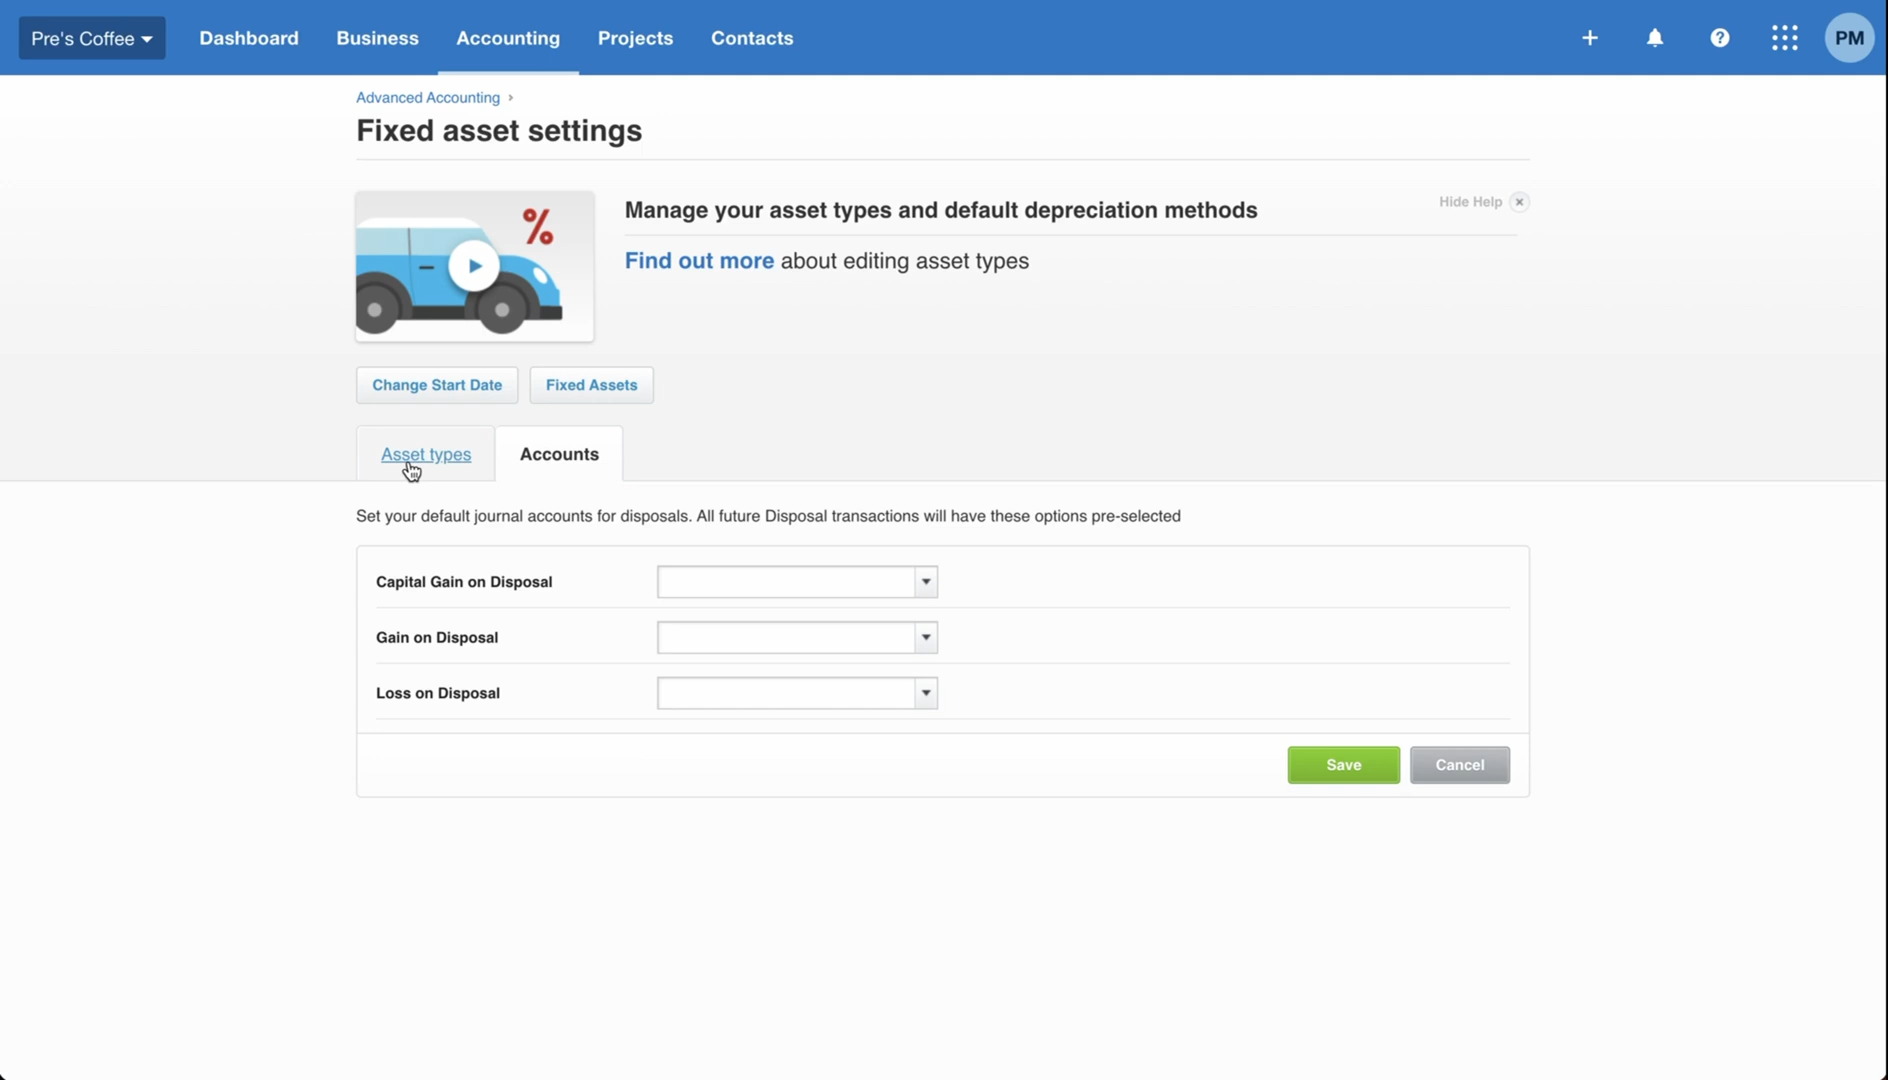 Pre's Coffee
Dashboard
Business
Accounting
Projects
Contacts
+
?
PM
Advanced Accounting ›
Fixed asset settings
%
Manage your asset types and default depreciation methods
Hide Help ×
Find out more about editing asset types
Change Start Date
Fixed Assets
Asset types
Accounts
Set your default journal accounts for disposals. All future Disposal transactions will have these options pre-selected
Capital Gain on Disposal
Gain on Disposal
Loss on Disposal
Save
Cancel